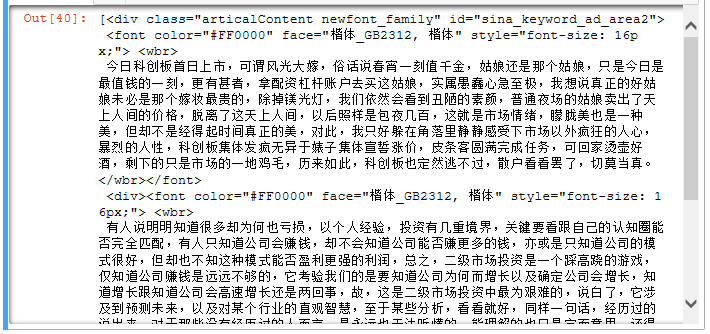 Out[40]: [<div class="articalContent newfont_family" id="sina_keyword_ad_area2">
<font color="#FF0000" face="楷体_GB2312, 楷体" style="font-size: 16p
x;"> <wbr>
今日科创板首日上市，可谓风光大嫁，俗话说春宵一刻值千金，姑娘还是那个姑娘，只是今日是
最值钱的一刻，更有甚者，拿配资杠杆账户去买这姑娘，实属愚蠢心急至极，我想说真正的好姑
娘未必是那个嫁妆最贵的，除掉镁光灯，我们依然会看到丑陋的素颜，普通夜场的姑娘卖出了天
上人间的价格，脱离了这天上人间，以后照样是包夜几百，这就是市场情绪，朦胧美也是一种
美，但却不是经得起时间真正的美，对此，我只好躲在角落里静静感受下市场以外疯狂的人心，
暴烈的人性，科创板集体发疯无异于婊子集体宣誓涨价，皮条客圆满完成任务，可回家烫壶好
酒，剩下的只是市场的一地鸡毛，历来如此，科创板也定然逃不过，散户看看罢了，切莫当真。
</wbr></font>
<div><font color="#FF0000" face="楷体_GB2312, 楷体" style="font-size: 1
6px;"> <wbr>
有人说明明知道很多却为何也亏损，以个人经验，投资有几重境界，关键要看跟自己的认知圈能
否完全匹配，有人只知道公司会赚钱，却不会知道公司能否赚更多的钱，亦或是只知道公司的模
式很好，但却也不知这种模式能否盈利更强的利润，总之，二级市场投资是一个踩高跷的游戏，
仅知道公司赚钱是远远不够的，它考验我们的是要知道公司为何而增长以及确定公司会增长，知
道增长跟知道公司会高速增长还是两回事，故，这是二级市场投资中最为艰难的，说白了，它涉
及到预测未来，以及对某个行业的直观智慧，至于某些分析，看看就好，同样一句话，经历过的